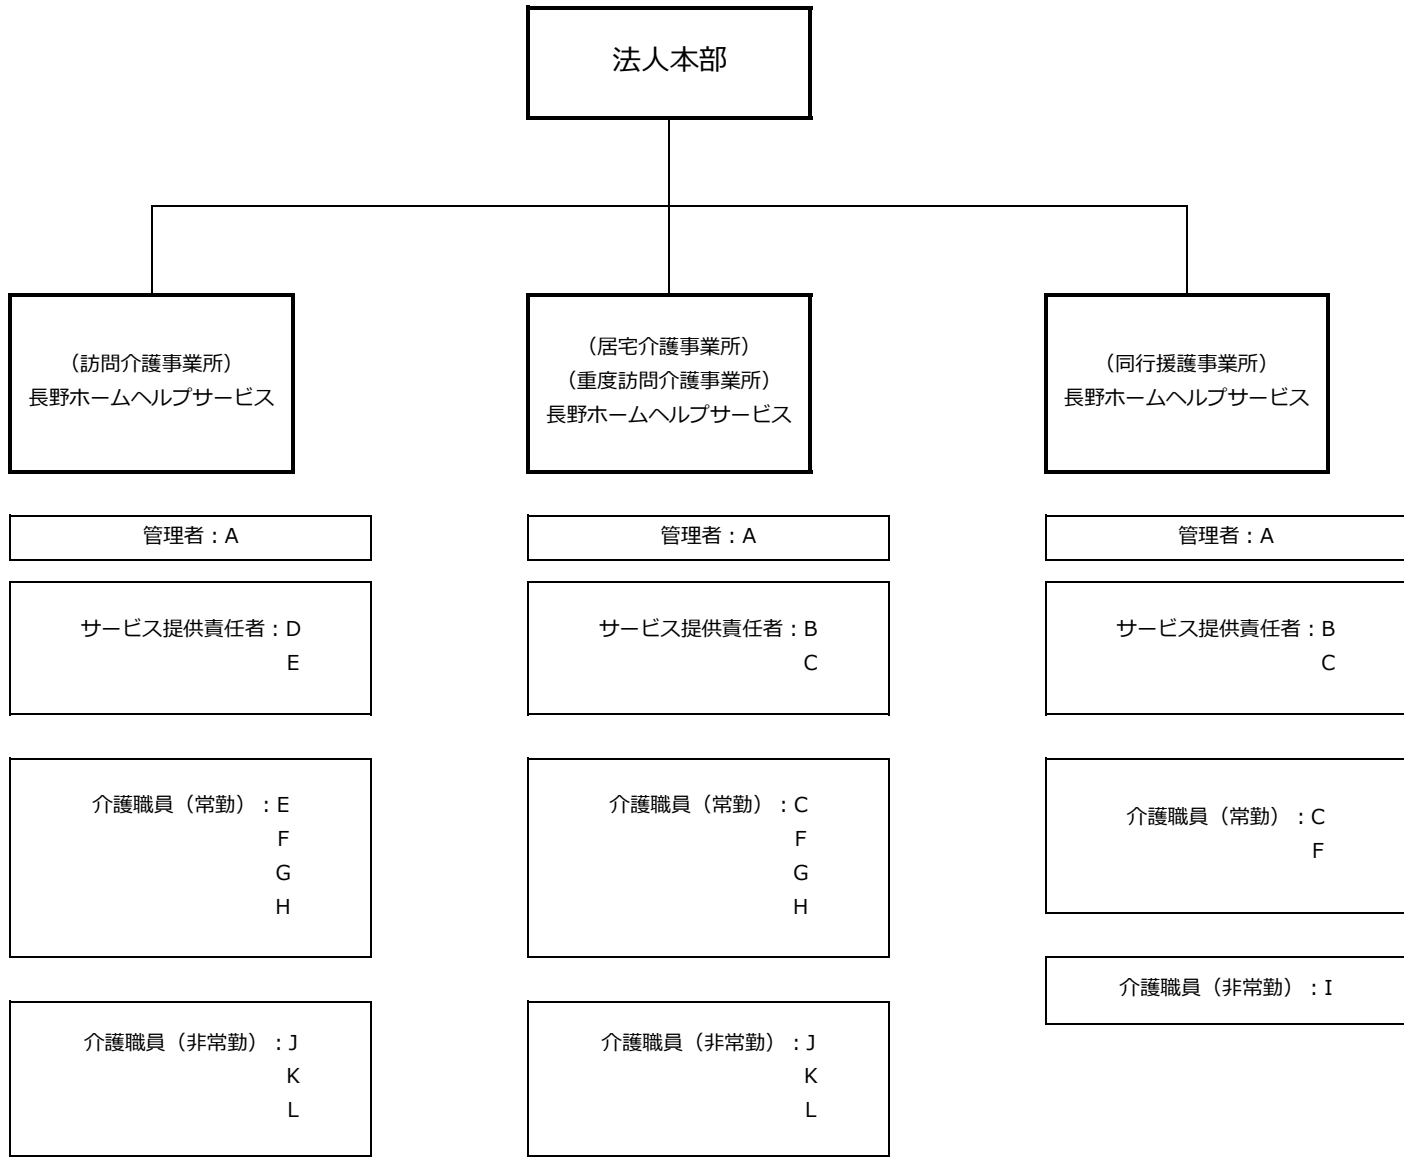 法人本部
（訪問介護事業所）
長野ホームヘルプサービス
管理者：A
サービス提供責任者：D
E
介護職員（常勤）：E
F
G
H
介護職員（非常勤）：J
K
L
（居宅介護事業所）
（重度訪問介護事業所）
長野ホームヘルプサービス
管理者：A
サービス提供責任者：B
C
介護職員（常勤）：C
F
G
H
介護職員（非常勤）：J
K
L
（同行援護事業所）
長野ホームヘルプサービス
管理者：A
サービス提供責任者：B
C
介護職員（常勤）：C
F
介護職員（非常勤）：I